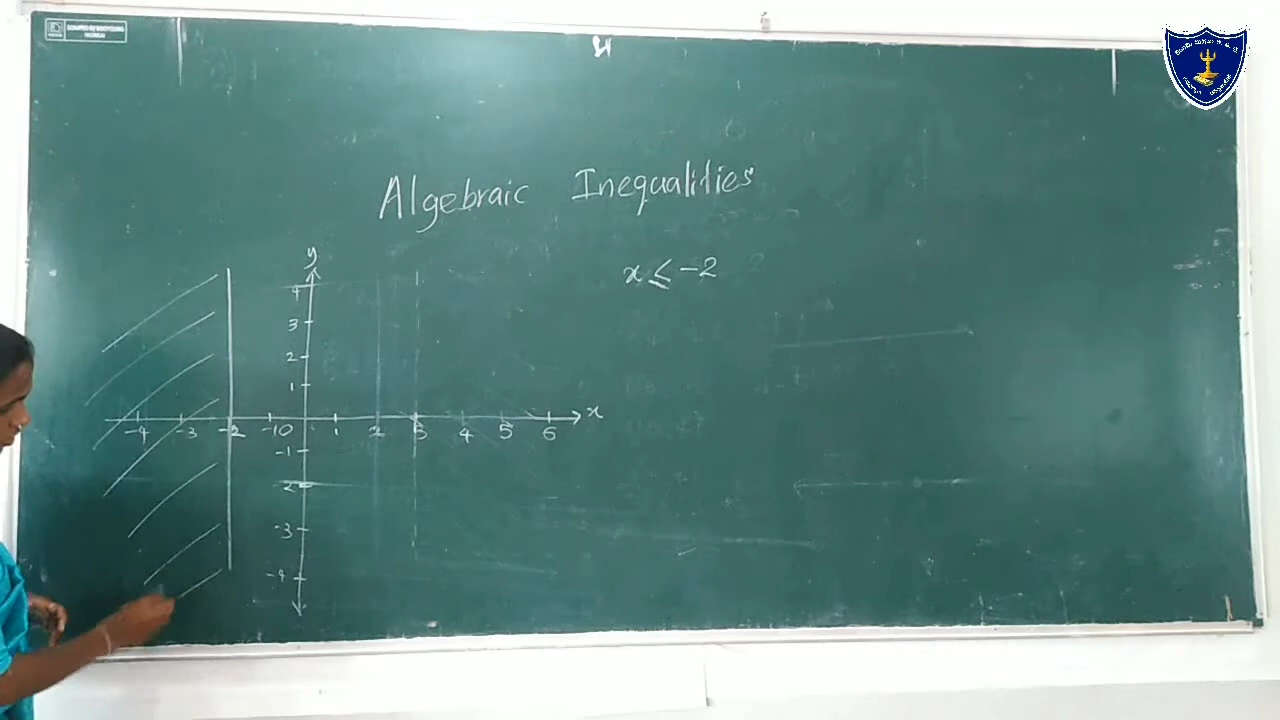 Algebraic Inequalities
x ≤ -2
y
4
3
2
1
-4 -3 -2 -1 0 1 2 3 4 5 6 x
-1
-2
-3
-4